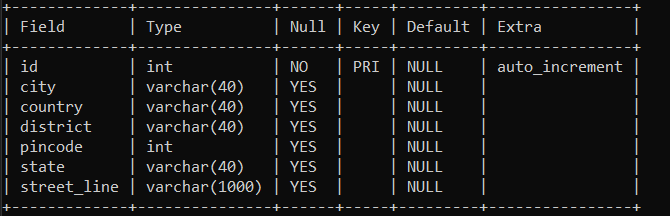 +-------------+---------------+------+-----+---------+----------------+
| Field       | Type          | Null | Key | Default | Extra          |
+-------------+---------------+------+-----+---------+----------------+
| id          | int           | NO   | PRI | NULL    | auto_increment |
| city        | varchar(40)   | YES  |     | NULL    |                |
| country     | varchar(40)   | YES  |     | NULL    |                |
| district    | varchar(40)   | YES  |     | NULL    |                |
| pincode     | int           | YES  |     | NULL    |                |
| state       | varchar(40)   | YES  |     | NULL    |                |
| street_line | varchar(1000) | YES  |     | NULL    |                |
+-------------+---------------+------+-----+---------+----------------+